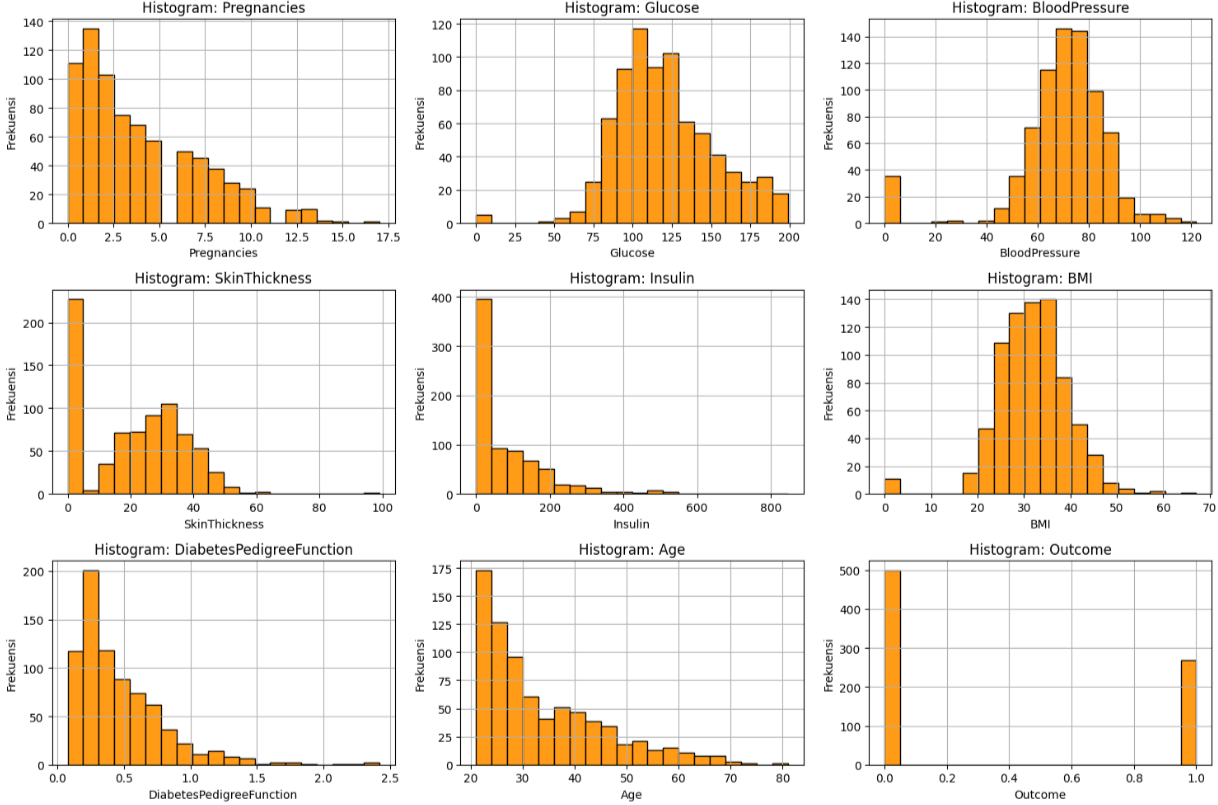 Histogram: Pregnancies
140
120
100
80
60
40
20
0
Frekuensi
0.0 2.5 5.0 7.5 10.0 12.5 15.0 17.5
Pregnancies
Histogram: Glucose
120
100
80
60
40
20
0
Frekuensi
0 25 50 75 100 125 150 175 200
Glucose
Histogram: BloodPressure
140
120
100
80
60
40
20
0
Frekuensi
0 20 40 60 80 100 120
BloodPressure
Histogram: SkinThickness
200
150
100
50
0
Frekuensi
0 20 40 60 80 100
SkinThickness
Histogram: Insulin
400
300
200
100
0
Frekuensi
0 200 400 600 800
Insulin
Histogram: BMI
140
120
100
80
60
40
20
0
Frekuensi
0 10 20 30 40 50 60 70
BMI
Histogram: DiabetesPedigreeFunction
200
150
100
50
0
Frekuensi
0.0 0.5 1.0 1.5 2.0 2.5
DiabetesPedigreeFunction
Histogram: Age
175
150
125
100
75
50
25
0
Frekuensi
20 30 40 50 60 70 80
Age
Histogram: Outcome
500
400
300
200
100
0
Frekuensi
0.0 0.2 0.4 0.6 0.8 1.0
Outcome